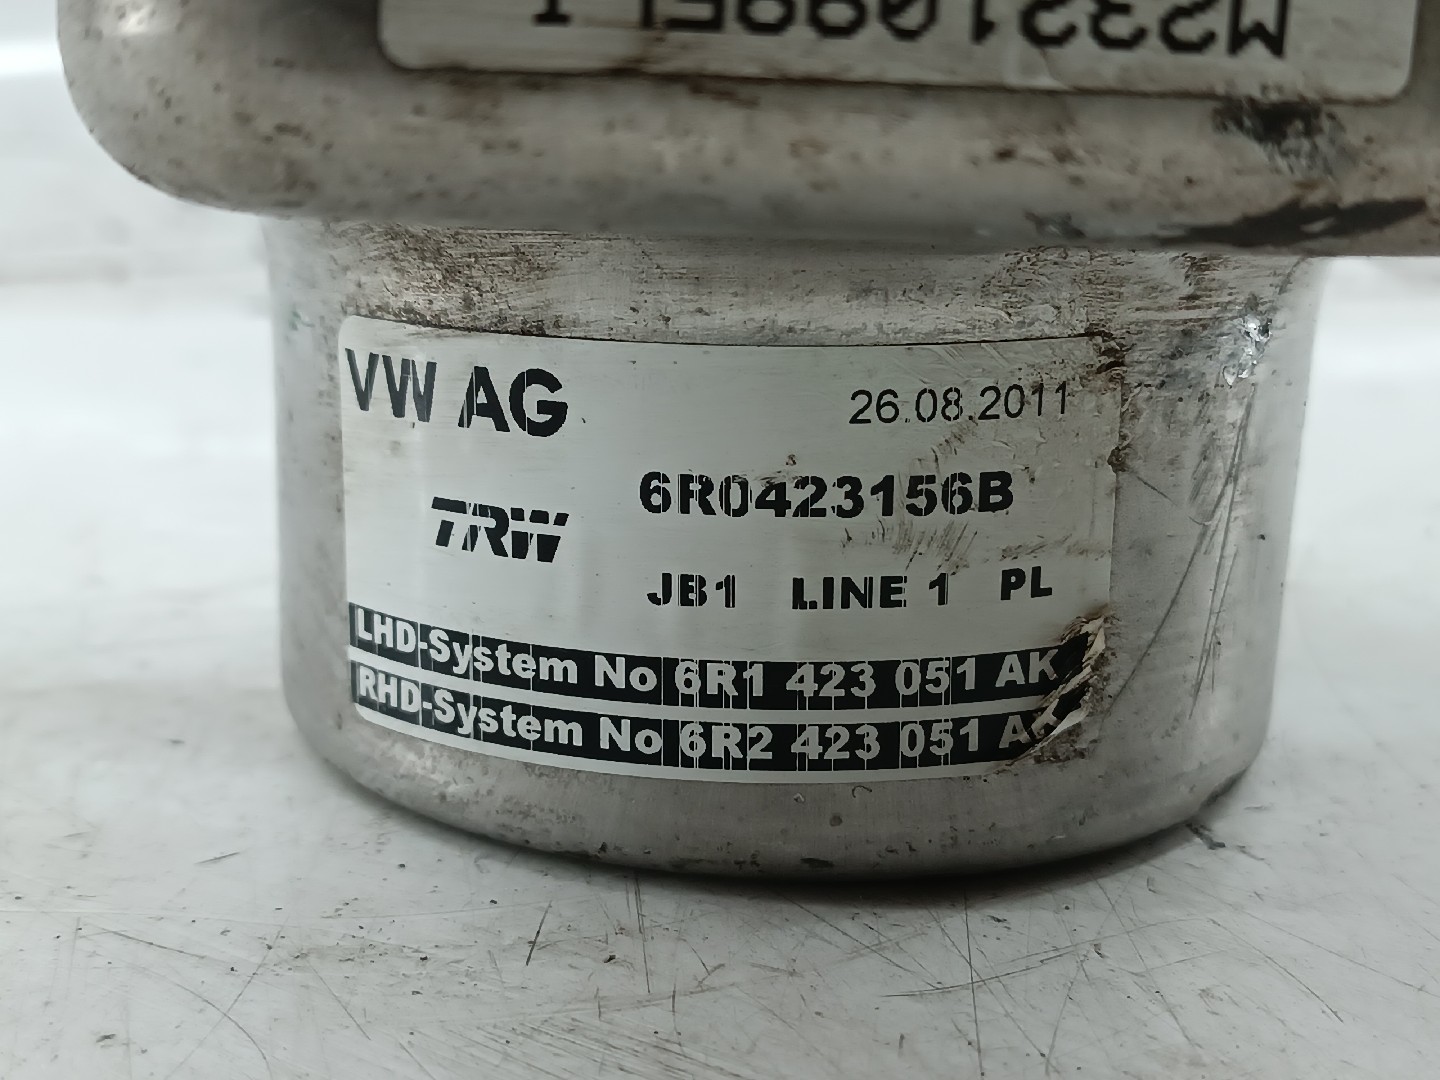 VW AG 26.08.2011
6R0423156B
TRW
JB1 LINE 1 PL
LHD-System No 6R1 423 051 AK
RHD-System No 6R2 423 051 AK